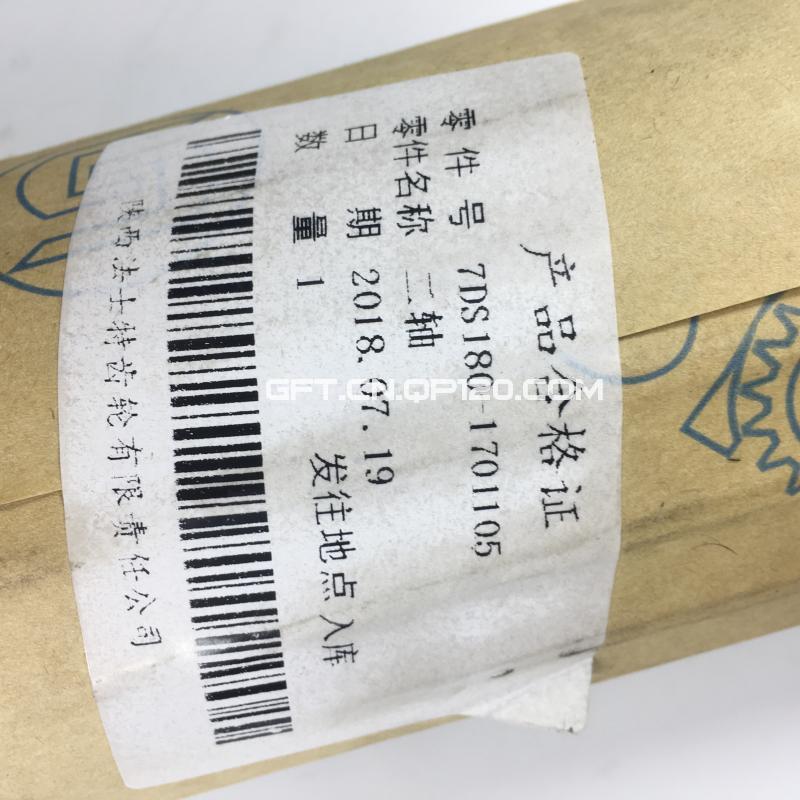 产品合格证
零件号 7DS180-1701105
零件名称 二轴
日期 2018.07.19
数量 1 发往地点 入库
陕西法士特齿轮有限责任公司
GFT.CN.QP120.COM